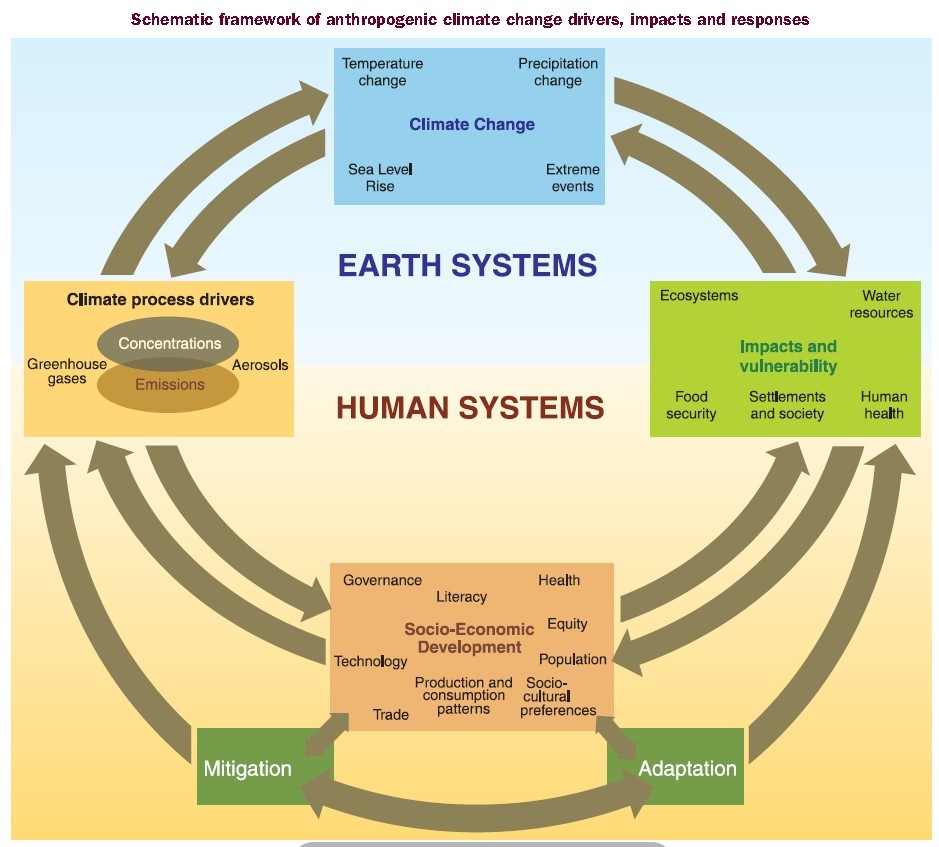 Schematic framework of anthropogenic climate change drivers, impacts and responses
Temperature
change
Precipitation
change
Climate Change
Sea Level
Rise
Extreme
events
EARTH SYSTEMS
Climate process drivers
Concentrations
Greenhouse
gases
Aerosols
Emissions
Ecosystems
Water
resources
Impacts and
vulnerability
Food
security
Settlements
and society
Human
health
HUMAN SYSTEMS
Governance
Literacy
Health
Socio-Economic
Development
Equity
Technology
Population
Production and
consumption
patterns
Socio-
cultural
preferences
Trade
Mitigation
Adaptation